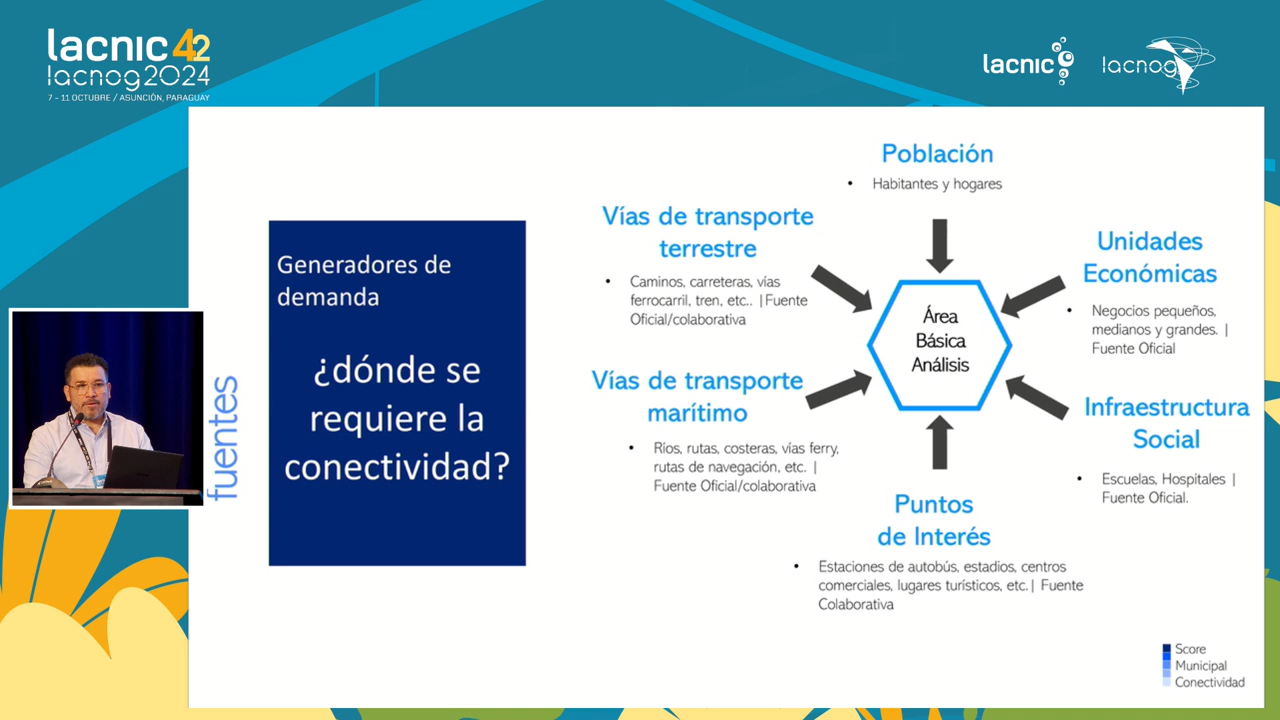 lacnic 42
lacnog2024
7 - 11 OCTUBRE / ASUNCIÓN, PARAGUAY
lacnic
lacnog
fuentes
Generadores de
demanda
¿dónde se
requiere la
conectividad?
Población
• Habitantes y hogares
Vías de transporte
terrestre
• Caminos, carreteras, vías
ferrocarril, tren, etc.. |Fuente
Oficial/colaborativa
Unidades
Económicas
• Negocios pequeños,
medianos y grandes. |
Fuente Oficial
Área
Básica
Análisis
Vías de transporte
marítimo
• Ríos, rutas, costeras, vías ferry,
rutas de navegación, etc. |
Fuente Oficial/colaborativa
Infraestructura
Social
• Escuelas, Hospitales |
Fuente Oficial.
Puntos
de Interés
• Estaciones de autobús, estadios, centros
comerciales, lugares turísticos, etc.| Fuente
Colaborativa
Score
Municipal
Conectividad